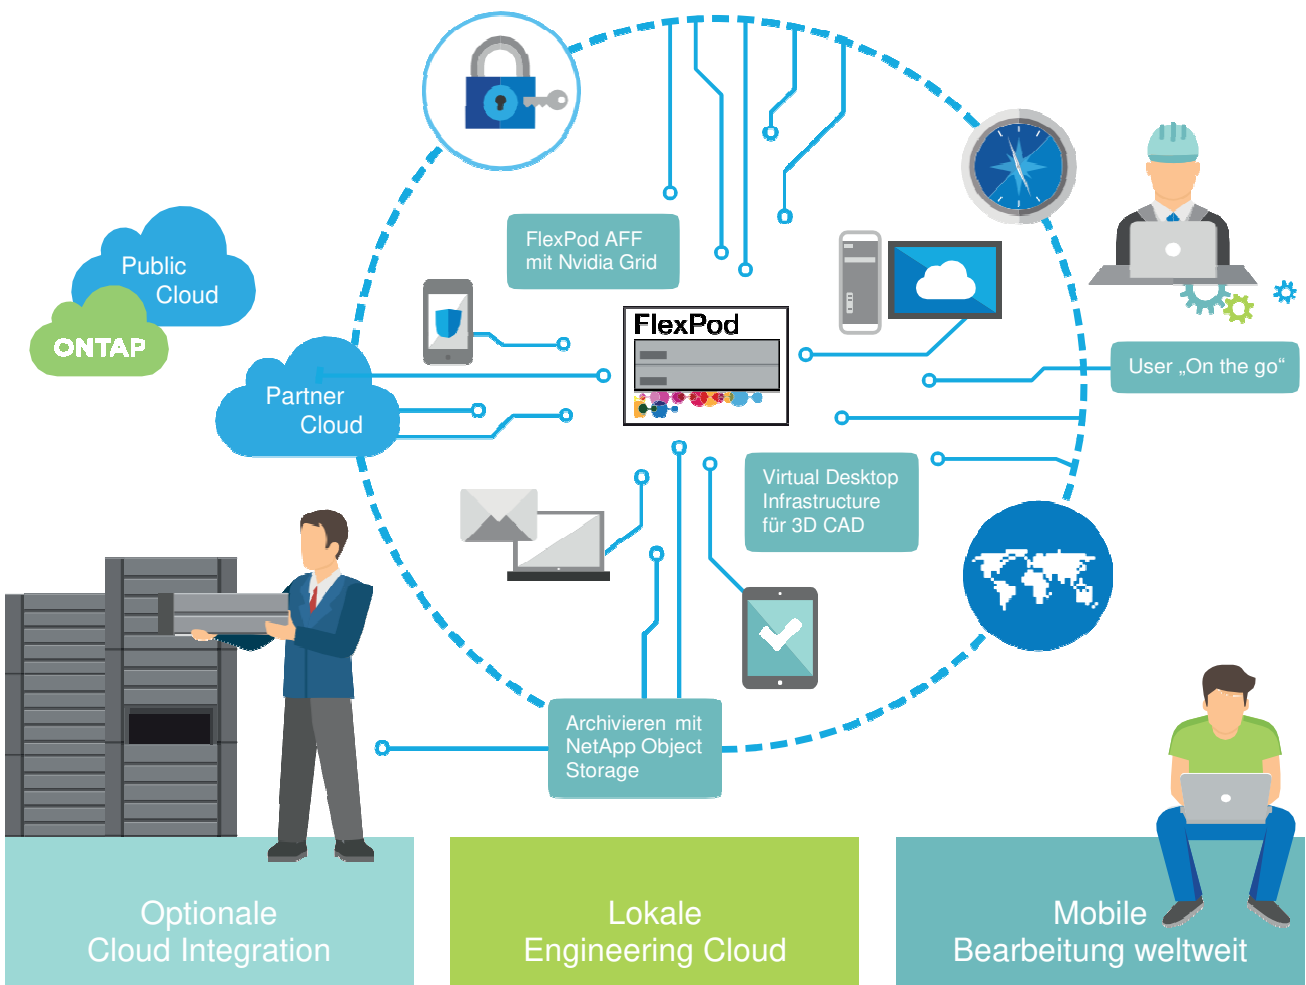 FlexPod AFF
mit Nvidia Grid
Public
Cloud
ONTAP
FlexPod
User „On the go“
Partner
Cloud
Virtual Desktop
Infrastructure
für 3D CAD
Archivieren mit
NetApp Object
Storage
Optionale
Cloud Integration
Lokale
Engineering Cloud
Mobile
Bearbeitung weltweit